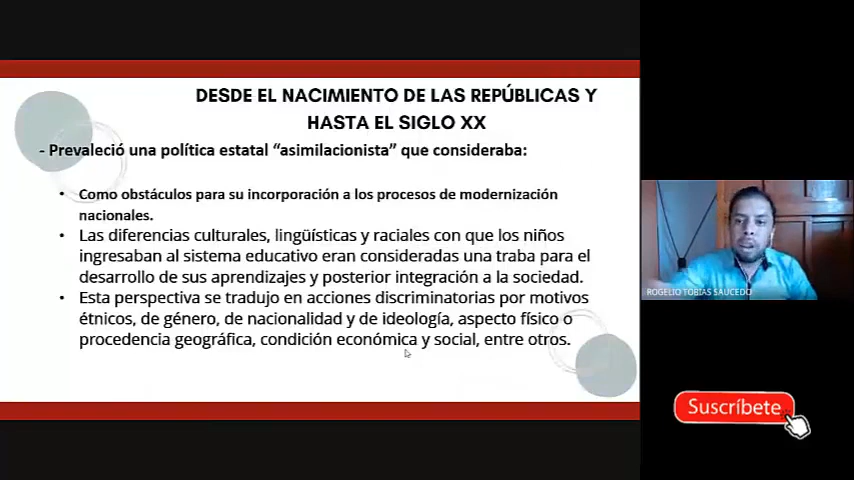 DESDE EL NACIMIENTO DE LAS REPÚBLICAS Y
HASTA EL SIGLO XX
- Prevaleció una política estatal “asimilacionista” que consideraba:
• Como obstáculos para su incorporación a los procesos de modernización
nacionales.
• Las diferencias culturales, lingüísticas y raciales con que los niños
ingresaban al sistema educativo eran consideradas una traba para el
desarrollo de sus aprendizajes y posterior integración a la sociedad.
• Esta perspectiva se tradujo en acciones discriminatorias por motivos
étnicos, de género, de nacionalidad y de ideología, aspecto físico o
procedencia geográfica, condición económica y social, entre otros.
ROGELIO TOBIAS SAUCEDO
Suscríbete